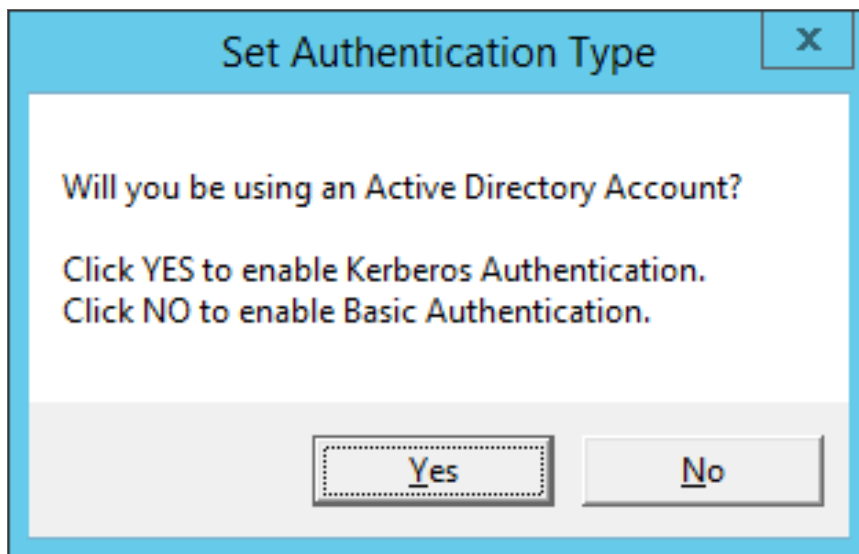 Set Authentication Type
x
Will you be using an Active Directory Account?
Click YES to enable Kerberos Authentication.
Click NO to enable Basic Authentication.
Yes
No